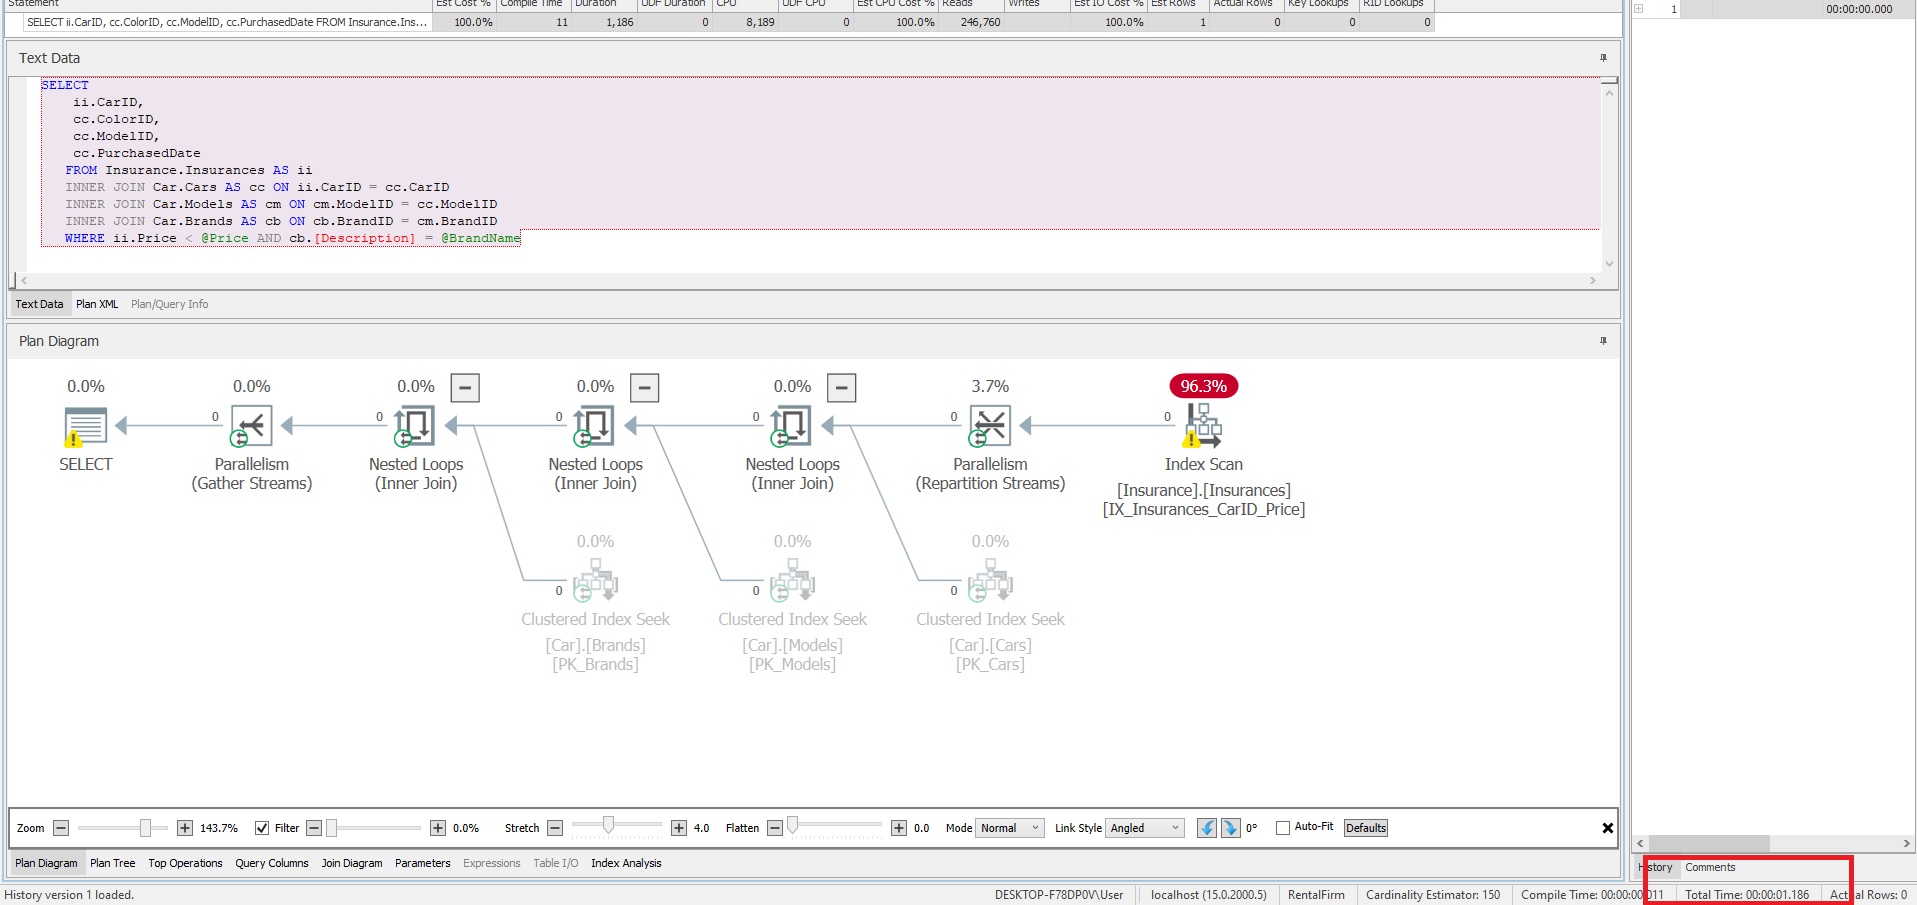 Statement Est Cost % Compile Time Duration UDF Duration CPU UDF CPU Est CPU Cost % Reads Writes Est IO Cost % Est Rows Actual Rows Key Lookups RID Lookups
SELECT ii.CarID, cc.ColorID, cc.ModelID, cc.PurchasedDate FROM Insurance.Ins... 100.0% 11 1,186 0 8,189 0 100.0% 246,760 100.0% 1 0 0 0
1 00:00:00.000
Text Data
SELECT
ii.CarID,
cc.ColorID,
cc.ModelID,
cc.PurchasedDate
FROM Insurance.Insurances AS ii
INNER JOIN Car.Cars AS cc ON ii.CarID = cc.CarID
INNER JOIN Car.Models AS cm ON cm.ModelID = cc.ModelID
INNER JOIN Car.Brands AS cb ON cb.BrandID = cm.BrandID
WHERE ii.Price < @Price AND cb.[Description] = @BrandName
Text Data Plan XML Plan/Query Info
Plan Diagram
0.0% 0.0% 0.0% 0.0% 0.0% 3.7% 96.3%
0 0 0 0 0 0
SELECT Parallelism Nested Loops Nested Loops Nested Loops Parallelism Index Scan
(Gather Streams) (Inner Join) (Inner Join) (Inner Join) (Repartition Streams) [Insurance].[Insurances]
[IX_Insurances_CarID_Price]
0.0% 0.0% 0.0%
0 0 0
Clustered Index Seek Clustered Index Seek Clustered Index Seek
[Car].[Brands] [Car].[Models] [Car].[Cars]
[PK_Brands] [PK_Models] [PK_Cars]
Zoom 143.7% Filter 0.0% Stretch 4.0 Flatten 0.0 Mode Normal Link Style Angled 0° Auto-Fit Defaults
Plan Diagram Plan Tree Top Operations Query Columns Join Diagram Parameters Expressions Table I/O Index Analysis
History Comments
History version 1 loaded. DESKTOP-F78DP0V\User localhost (15.0.2000.5) RentalFirm Cardinality Estimator: 150 Compile Time: 00:00:00.011 Total Time: 00:00:01.186 Actual Rows: 0